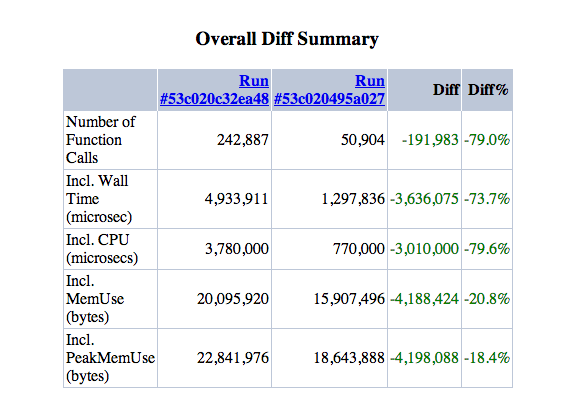 Overall Diff Summary
Run #53c020c32ea48 Run #53c020495a027 Diff Diff%
Number of Function Calls 242,887 50,904 -191,983 -79.0%
Incl. Wall Time (microsec) 4,933,911 1,297,836 -3,636,075 -73.7%
Incl. CPU (microsecs) 3,780,000 770,000 -3,010,000 -79.6%
Incl. MemUse (bytes) 20,095,920 15,907,496 -4,188,424 -20.8%
Incl. PeakMemUse (bytes) 22,841,976 18,643,888 -4,198,088 -18.4%